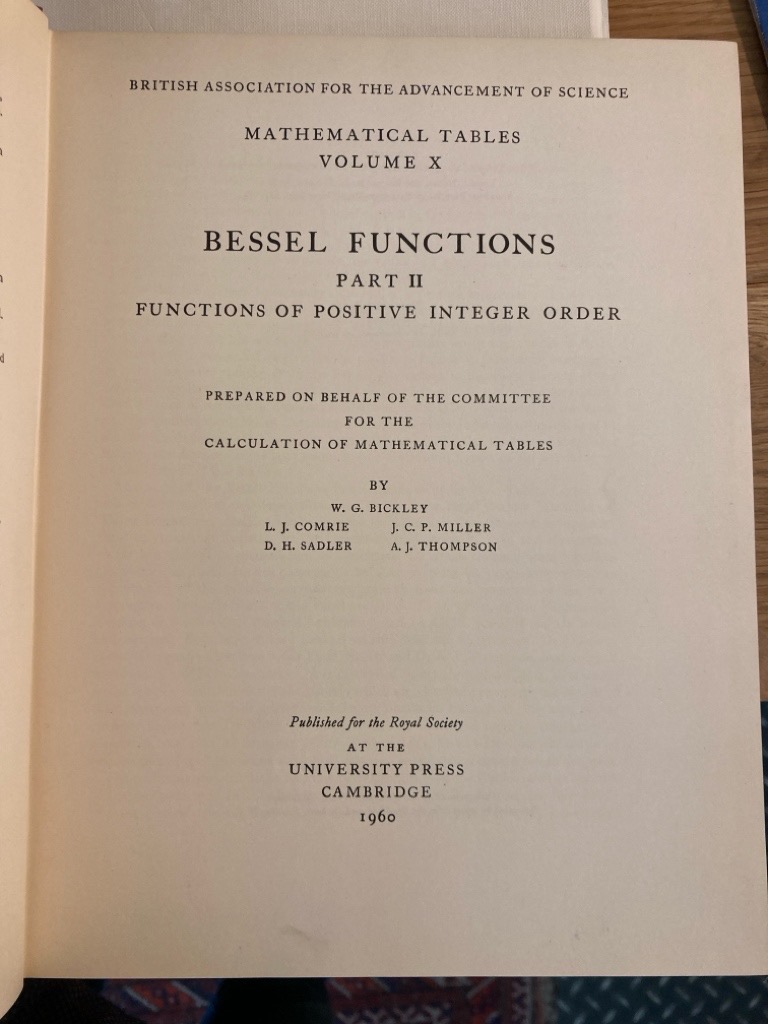 BRITISH ASSOCIATION FOR THE ADVANCEMENT OF SCIENCE
MATHEMATICAL TABLES
VOLUME X
BESSEL FUNCTIONS
PART II
FUNCTIONS OF POSITIVE INTEGER ORDER
PREPARED ON BEHALF OF THE COMMITTEE
FOR THE
CALCULATION OF MATHEMATICAL TABLES
BY
W. G. BICKLEY
L. J. COMRIE J. C. P. MILLER
D. H. SADLER A. J. THOMPSON
Published for the Royal Society
AT THE
UNIVERSITY PRESS
CAMBRIDGE
1960